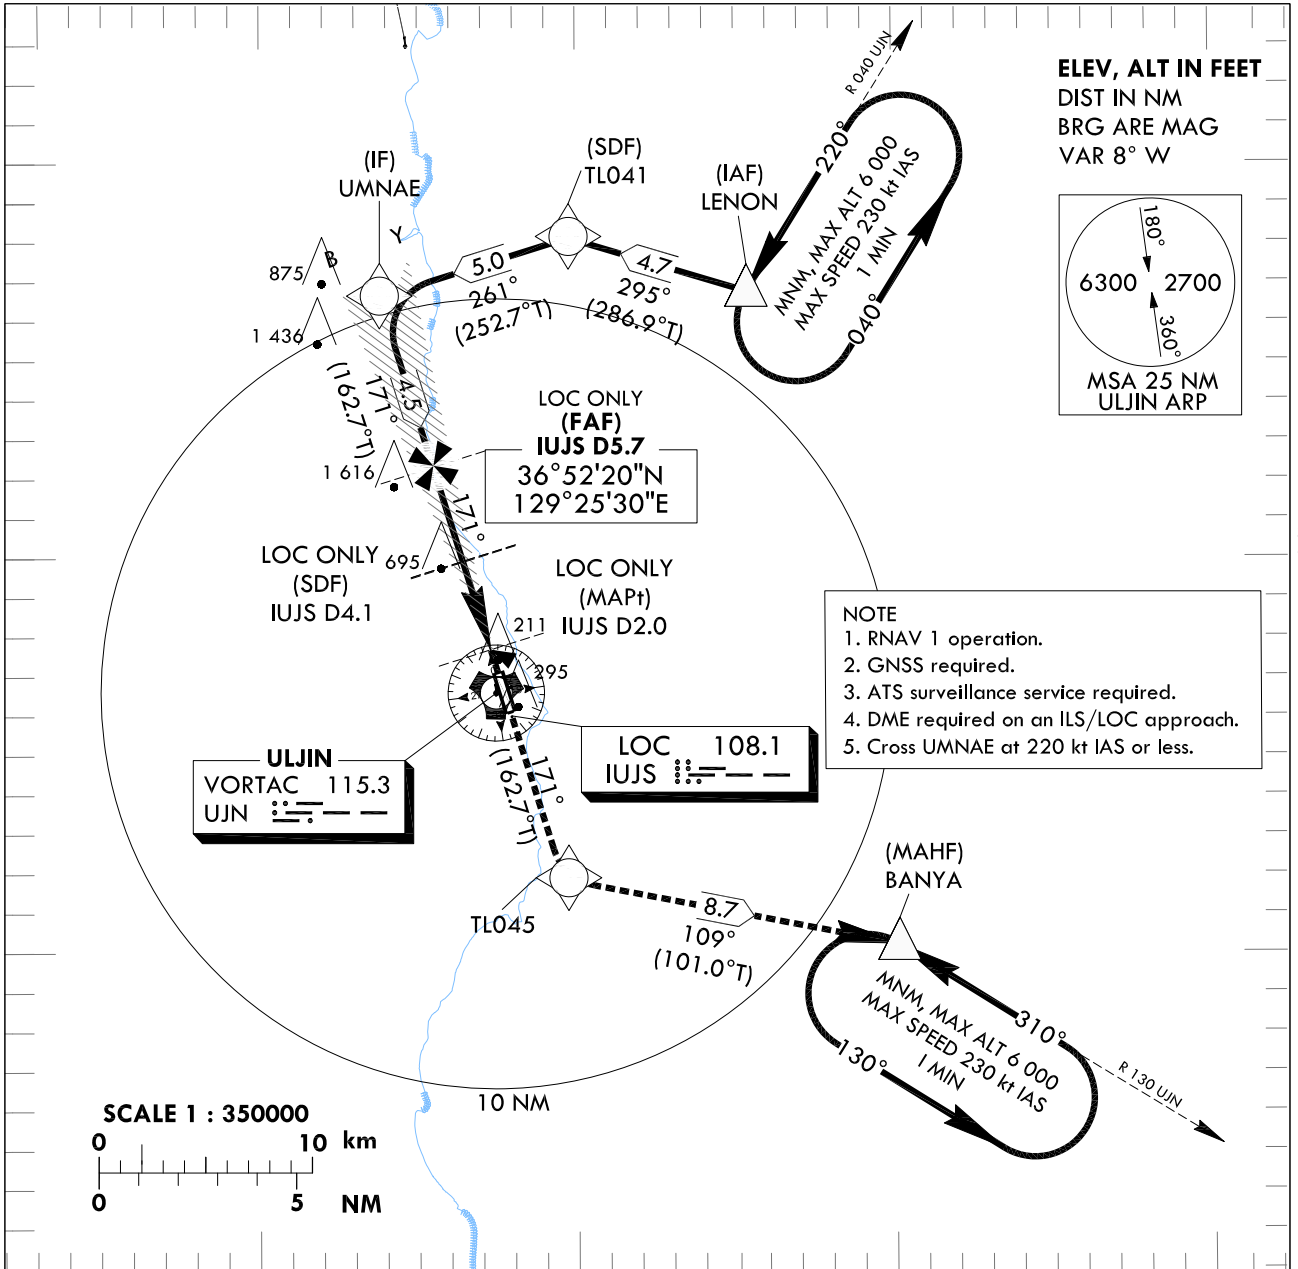 R 040 UJN
ELEV, ALT IN FEET
DIST IN NM
BRG ARE MAG
VAR 8° W
(IF)
UMNAE
(SDF)
TL041
(IAF)
LENON
220°
MNM, MAX ALT 6 000
MAX SPEED 230 kt IAS
1 MIN
040°
180°
6300
2700
360°
MSA 25 NM
ULJIN ARP
Y
B
875
1 436
5.0
261°
(252.7°T)
4.7
295°
(286.9°T)
4.5
171°
(162.7°T)
LOC ONLY
(FAF)
IUJS D5.7
36°52'20"N
129°25'30"E
1 616
171°
LOC ONLY
(SDF)
IUJS D4.1
695
LOC ONLY
(MAPt)
IUJS D2.0
211
295
NOTE
1. RNAV 1 operation.
2. GNSS required.
3. ATS surveillance service required.
4. DME required on an ILS/LOC approach.
5. Cross UMNAE at 220 kt IAS or less.
ULJIN
VORTAC 115.3
UJN
LOC 108.1
IUJS
171°
(162.7°T)
TL045
8.7
109°
(101.0°T)
(MAHF)
BANYA
MNM, MAX ALT 6 000
MAX SPEED 230 kt IAS
1 MIN
310°
130°
R 130 UJN
10 NM
SCALE 1 : 350000
0 10 km
0 5 NM